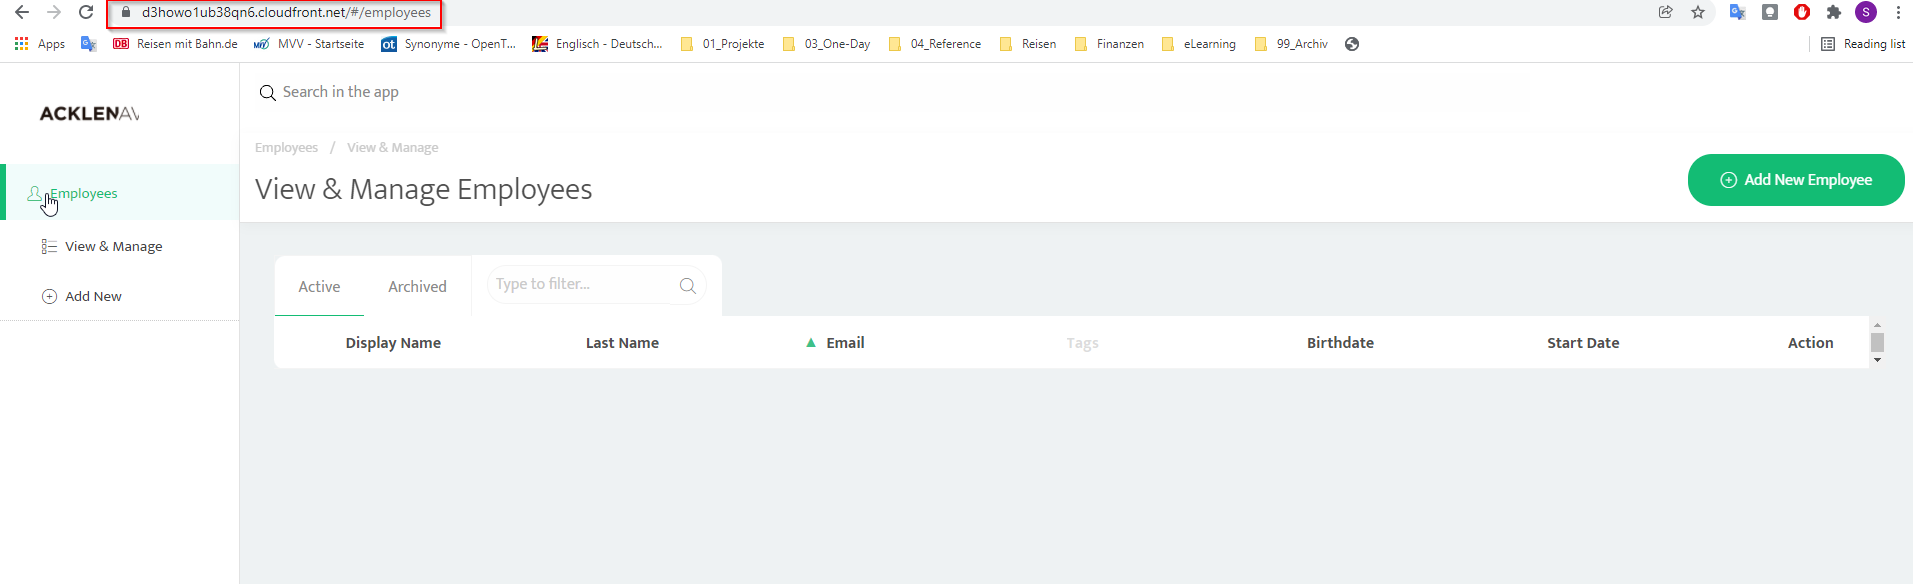 d3howo1ub38qn6.cloudfront.net/#/employees
S
Apps
DB Reisen mit Bahn.de
MVV - Startseite
ot Synonyme - OpenT...
Englisch - Deutsch...
01_Projekte
03_One-Day
04_Reference
Reisen
Finanzen
eLearning
99_Archiv
Reading list
ACKLENAV
Search in the app
Employees / View & Manage
View & Manage Employees
Add New Employee
Employees
View & Manage
Add New
Active
Archived
Type to filter...
Display Name
Last Name
Email
Tags
Birthdate
Start Date
Action